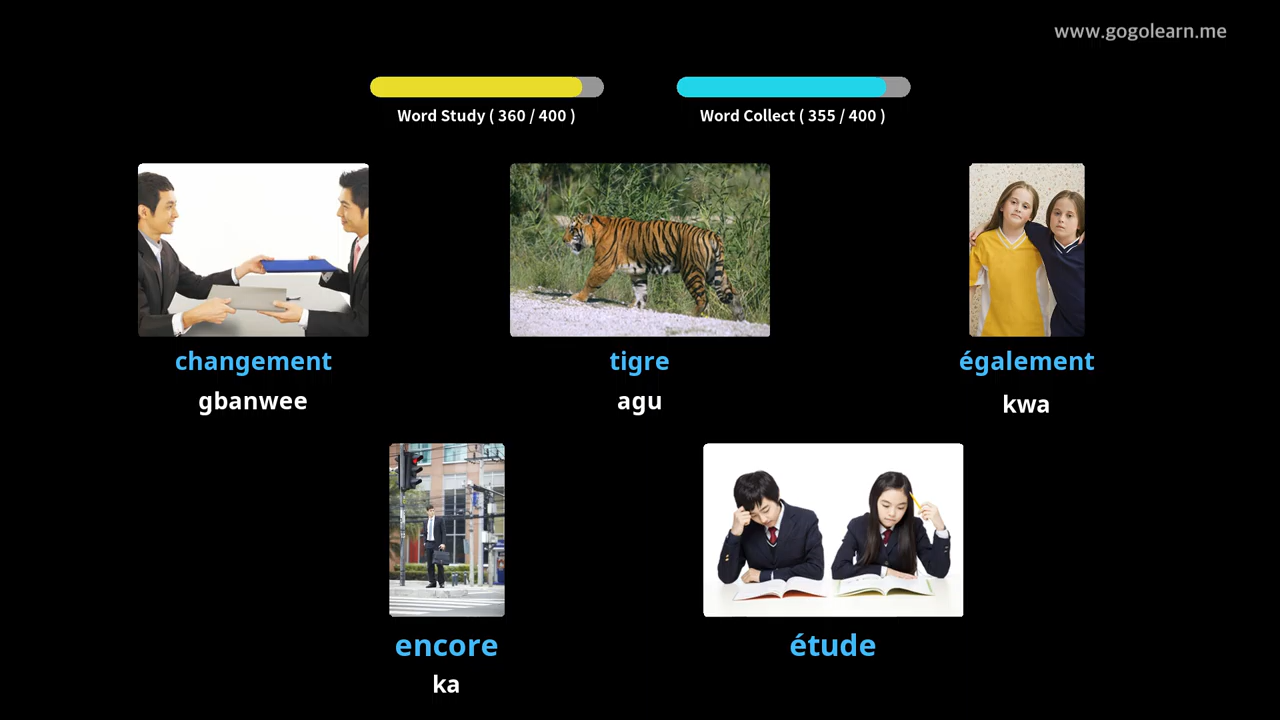 www.gogolearn.me
Word Study ( 360 / 400 )
Word Collect ( 355 / 400 )
changement
gbanwee
tigre
agu
également
kwa
encore
ka
étude